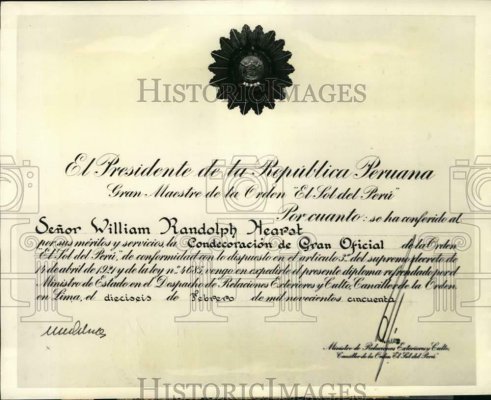 HISTORIC IMAGES
El Presidente de la República Peruana
Gran Maestre de la Orden "El Sol del Perú"
Por cuanto: se ha conferido al
Señor William Randolph Hearst
por sus méritos y servicios, la Condecoración de Gran Oficial de la Orden
"El Sol del Perú", de conformidad con lo dispuesto en el artículo 5º del supremo decreto de
14 de abril de 1921 y de la ley nº 4685, vengo en expedirle el presente diploma refrendado por el
Ministro de Estado en el Despacho de Relaciones Exteriores y Culto, Canciller de la Orden
en Lima, el dieciseis de Febrero de mil novecientos cincuenta
Ministro de Relaciones Exteriores y Culto,
Canciller de la Orden "El Sol del Perú"
HISTORIC IMAGES